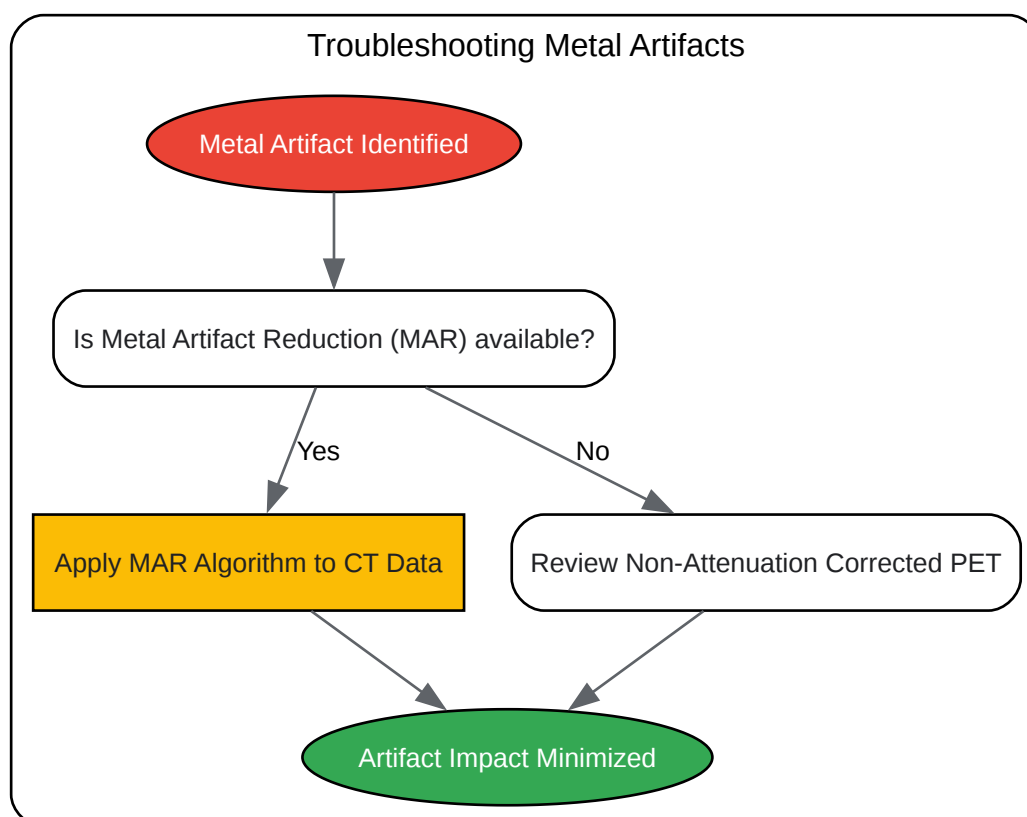 Troubleshooting Metal Artifacts
Metal Artifact Identified
Is Metal Artifact Reduction (MAR) available?
Yes
No
Apply MAR Algorithm to CT Data
Review Non-Attenuation Corrected PET
Artifact Impact Minimized